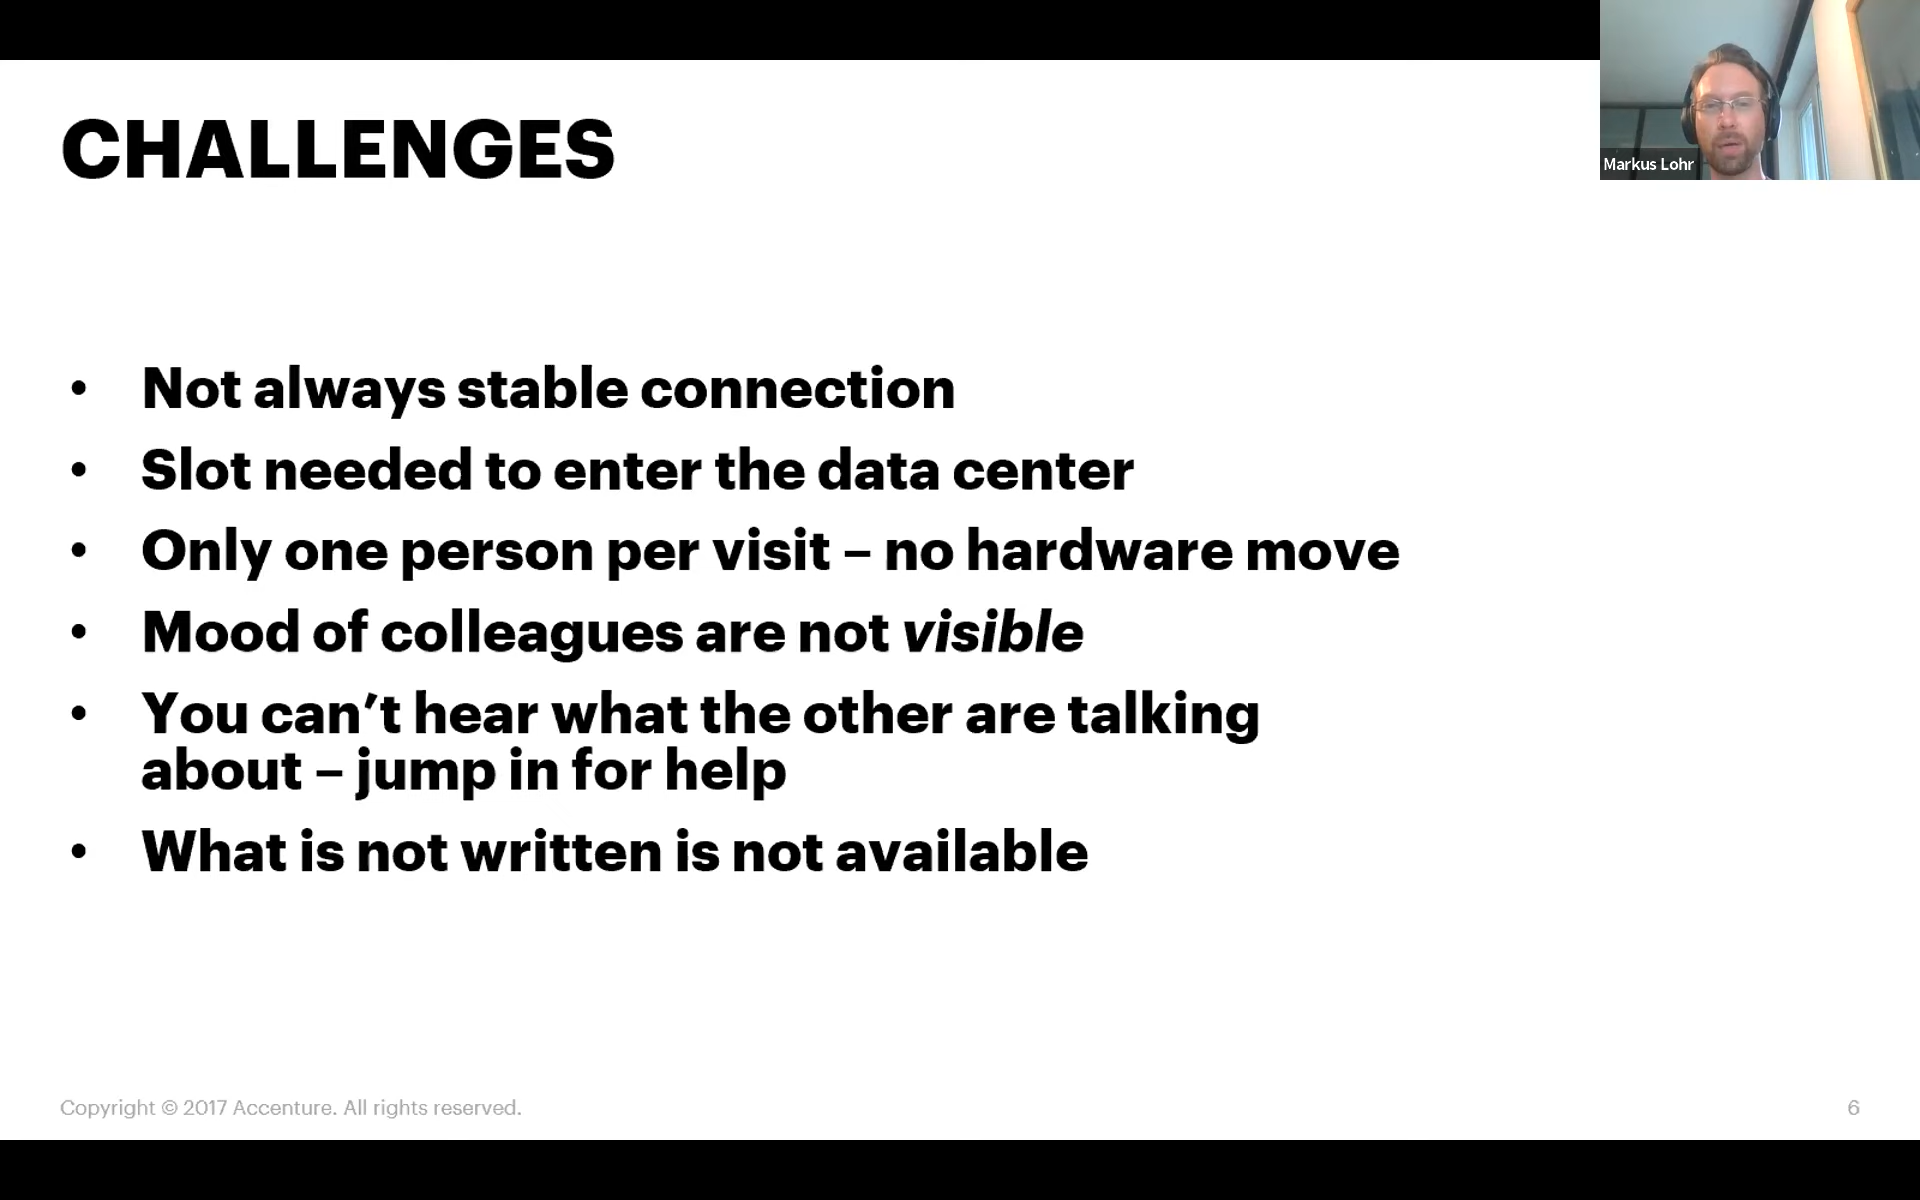 CHALLENGES
Markus Lohr
• Not always stable connection
• Slot needed to enter the data center
• Only one person per visit – no hardware move
• Mood of colleagues are not visible
• You can’t hear what the other are talking
about – jump in for help
• What is not written is not available
Copyright © 2017 Accenture. All rights reserved.
6